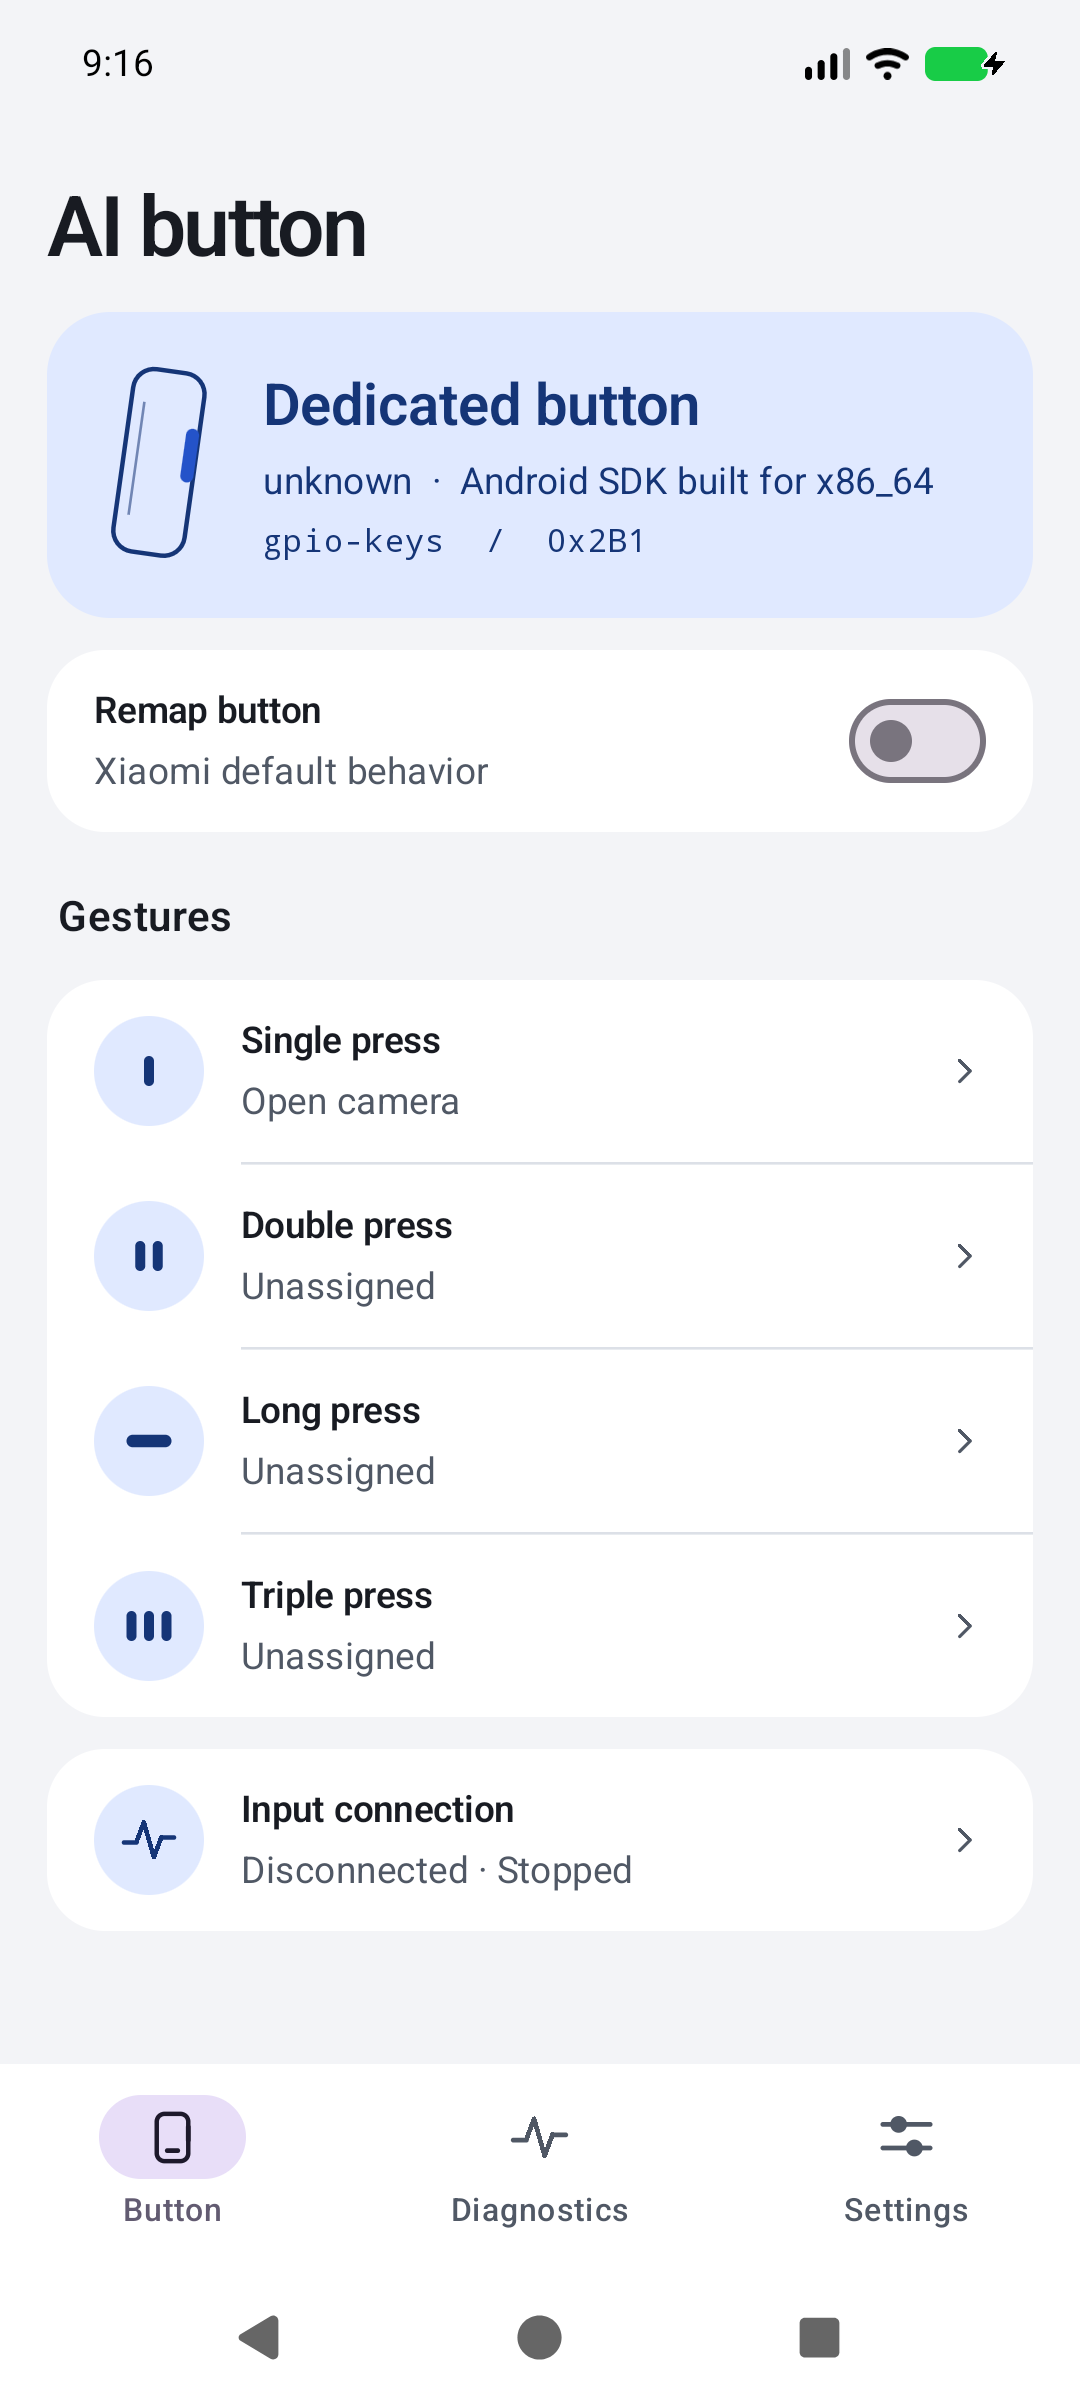 9:16
AI button
Dedicated button
unknown · Android SDK built for x86_64
gpio-keys / 0x2B1
Remap button
Xiaomi default behavior
Gestures
Single press
Open camera
Double press
Unassigned
Long press
Unassigned
Triple press
Unassigned
Input connection
Disconnected · Stopped
Button
Diagnostics
Settings